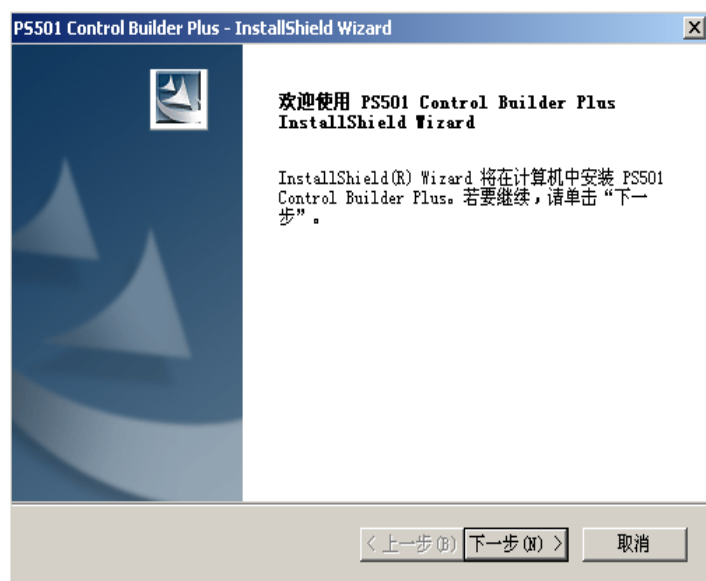 PS501 Control Builder Plus - InstallShield Wizard
欢迎使用 PS501 Control Builder Plus
InstallShield Wizard
InstallShield(R) Wizard 将在计算机中安装 PS501
Control Builder Plus。若要继续，请单击“下一
步”。
< 上一步(B) 下一步(N) > 取消